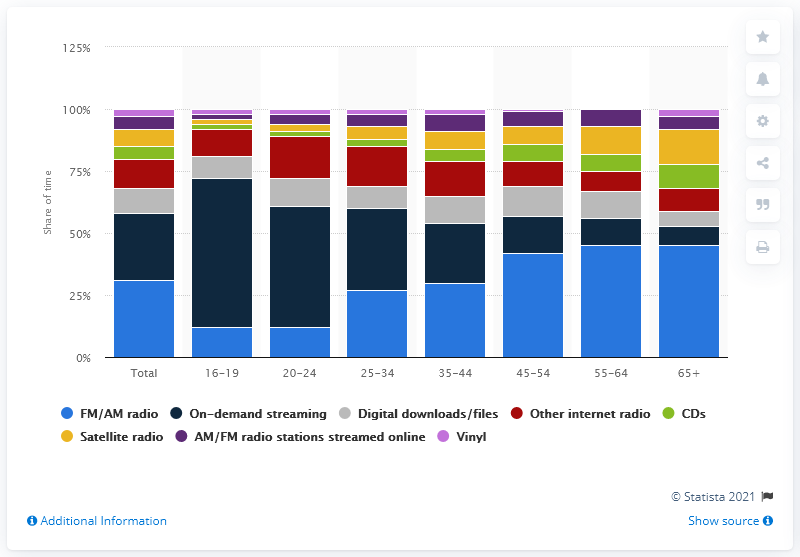 125%
100%
75%
50%
25%
0%
Share of time
Total 16-19 20-24 25-34 35-44 45-54 55-64 65+
FM/AM radio On-demand streaming Digital downloads/files Other internet radio CDs
Satellite radio AM/FM radio stations streamed online Vinyl
© Statista 2021
Additional Information Show source